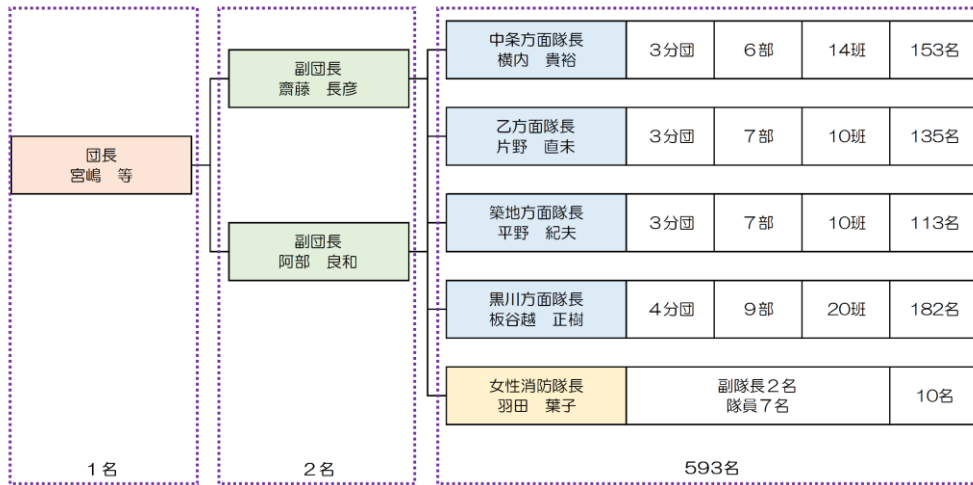 団長
宮嶋　等
副団長
齋藤　長彦
副団長
阿部　良和
中条方面隊長
横内　貴裕
3分団
6部
14班
153名
乙方面隊長
片野　直未
3分団
7部
10班
135名
築地方面隊長
平野　紀夫
3分団
7部
10班
113名
黒川方面隊長
板谷越　正樹
4分団
9部
20班
182名
女性消防隊長
羽田　葉子
副隊長2名
隊員7名
10名
1名
2名
593名